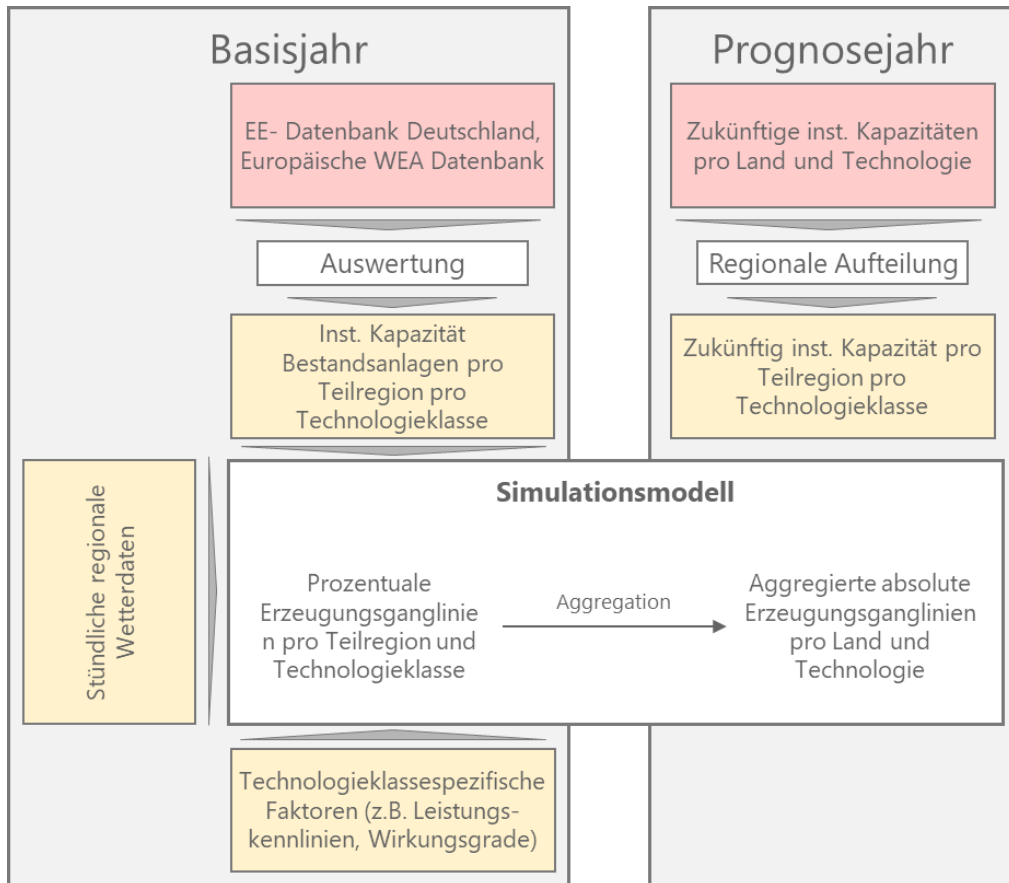 Basisjahr
EE- Datenbank Deutschland,
Europäische WEA Datenbank
Auswertung
Inst. Kapazität
Bestandsanlagen pro
Teilregion pro
Technologieklasse
Prognosejahr
Zukünftige inst. Kapazitäten
pro Land und Technologie
Regionale Aufteilung
Zukünftig inst. Kapazität pro
Teilregion pro
Technologieklasse
Stündliche regionale
Wetterdaten
Simulationsmodell
Prozentuale
Erzeugungsganglinie
n pro Teilregion und
Technologieklasse
Aggregation
Aggregierte absolute
Erzeugungsganglinien
pro Land und
Technologie
Technologieklassespezifische
Faktoren (z.B. Leistungs-
kennlinien, Wirkungsgrade)